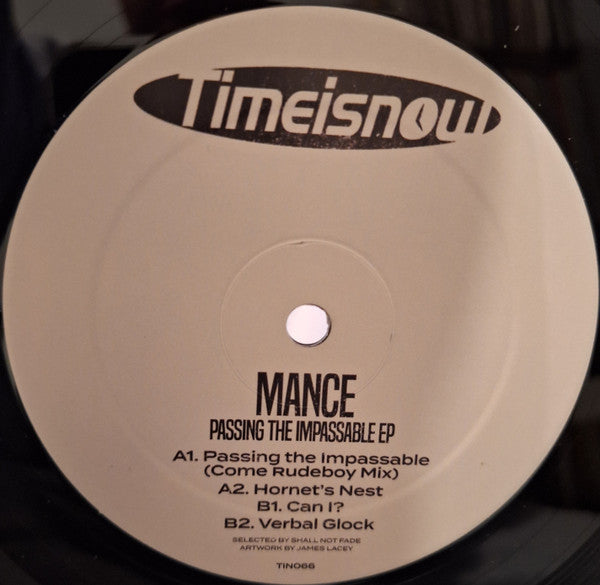 Timeisnow
MANCE
PASSING THE IMPASSABLE EP
A1. Passing the Impassable
(Come Rudeboy Mix)
A2. Hornet's Nest
B1. Can I?
B2. Verbal Glock
SELECTED BY SHALL NOT FADE
ARTWORK BY JAMES LACEY
TIN066